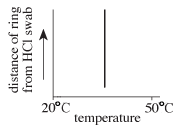 distance of ring
from HCl swab
20°C
50°C
temperature